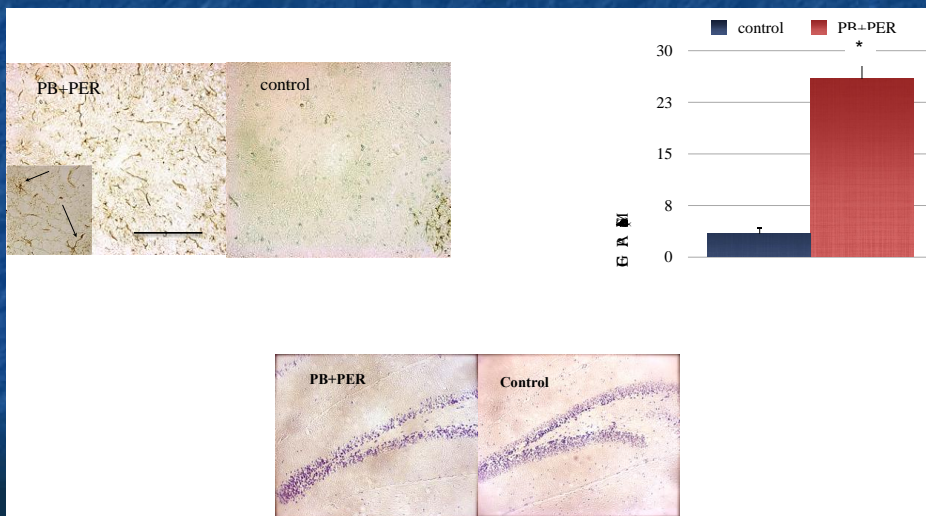 PB+PER
control
control
PB+PER
*
30
23
15
8
0
PB+PER
Control